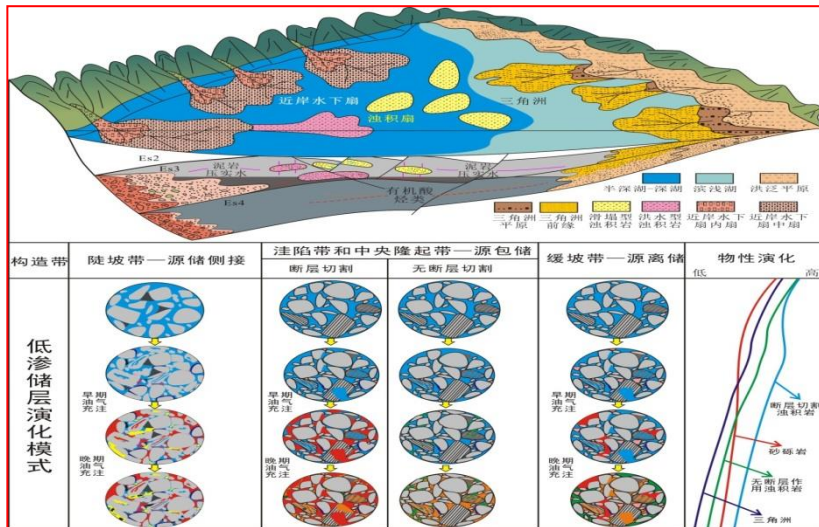 近岸水下扇
三角洲
浊积扇
Es2
Es3
泥岩
压实水
泥岩
压实水
洪泛平原
有机酸
烃类
Es4
半深湖-深湖
滨浅湖
洪泛平原
三角洲
平原
三角洲
前缘
滑塌型
浊积岩
洪水型
浊积岩
近岸水下
扇内扇
近岸水下
扇中扇
构造带
陡坡带—源储侧接
洼陷带和中央隆起带—源包储
断层切割
无断层切割
缓坡带—源离储
物性演化
低
高
低渗储层演化模式
早期
油气
充注
晚期
油气
充注
早期
油气
充注
晚期
油气
充注
早期
油气
充注
晚期
油气
充注
断层切割
浊积岩
砂砾岩
无断层作
用浊积岩
三角洲